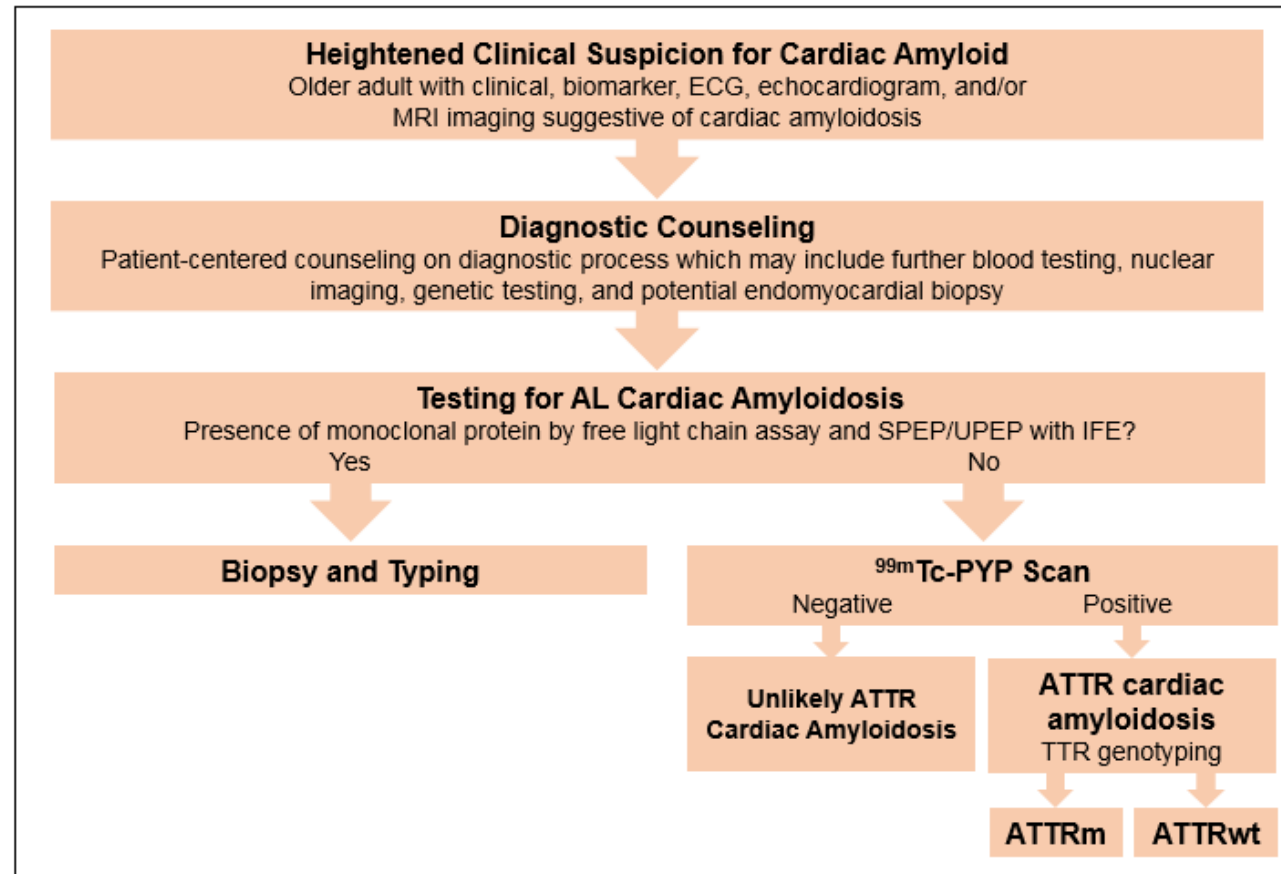 Heightened Clinical Suspicion for Cardiac Amyloid
Older adult with clinical, biomarker, ECG, echocardiogram, and/or
MRI imaging suggestive of cardiac amyloidosis
Diagnostic Counseling
Patient-centered counseling on diagnostic process which may include further blood testing, nuclear
imaging, genetic testing, and potential endomyocardial biopsy
Testing for AL Cardiac Amyloidosis
Presence of monoclonal protein by free light chain assay and SPEP/UPEP with IFE?
Yes
No
Biopsy and Typing
⁹⁹ᵐTc-PYP Scan
Negative
Positive
Unlikely ATTR
Cardiac Amyloidosis
ATTR cardiac
amyloidosis
TTR genotyping
ATTRm
ATTRwt